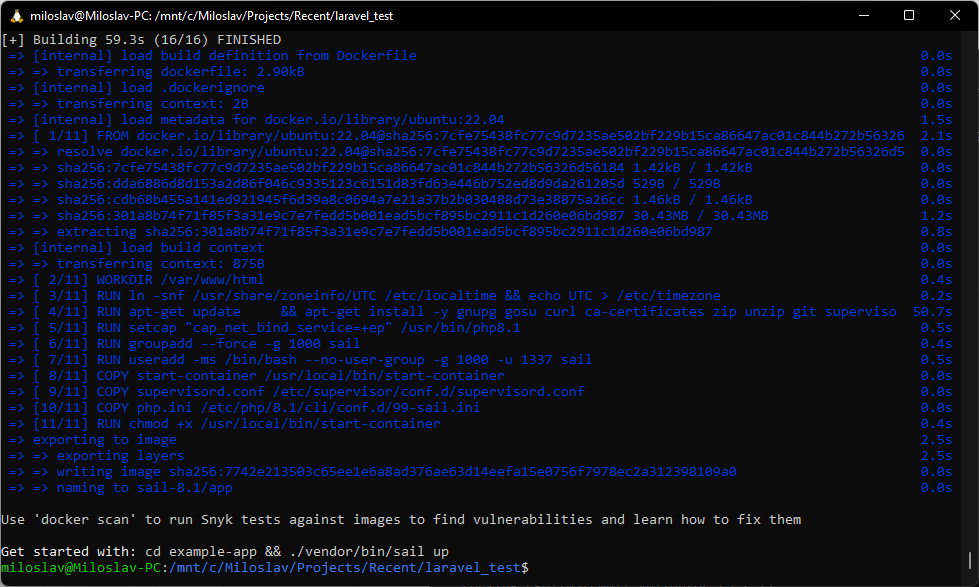 miloslav@Miloslav-PC: /mnt/c/Miloslav/Projects/Recent/laravel_test
[+] Building 59.3s (16/16) FINISHED
=> [internal] load build definition from Dockerfile 0.0s
=> => transferring dockerfile: 2.90kB 0.0s
=> [internal] load .dockerignore 0.0s
=> => transferring context: 2B 0.0s
=> [internal] load metadata for docker.io/library/ubuntu:22.04 1.5s
=> [ 1/11] FROM docker.io/library/ubuntu:22.04@sha256:7cfe75438fc77c9d7235ae502bf229b15ca86647ac01c844b272b56326 2.1s
=> => resolve docker.io/library/ubuntu:22.04@sha256:7cfe75438fc77c9d7235ae502bf229b15ca86647ac01c844b272b56326d5 0.0s
=> => sha256:7cfe75438fc77c9d7235ae502bf229b15ca86647ac01c844b272b56326d56184 1.42kB / 1.42kB 0.0s
=> => sha256:dda6886d8d153a2d86f046c9335123c6151d83fd63e446b752ed8d9da261205d 529B / 529B 0.0s
=> => sha256:cdb68b455a141ed921945f6d39a8c0694a7e21a37b2b030488d73e38875a26cc 1.46kB / 1.46kB 0.0s
=> => sha256:301a8b74f71f85f3a31e9c7e7fedd5b001ead5bcf895bc2911c1d260e06bd987 30.43MB / 30.43MB 1.2s
=> => extracting sha256:301a8b74f71f85f3a31e9c7e7fedd5b001ead5bcf895bc2911c1d260e06bd987 0.8s
=> [internal] load build context 0.0s
=> => transferring context: 875B 0.0s
=> [ 2/11] WORKDIR /var/www/html 0.4s
=> [ 3/11] RUN ln -snf /usr/share/zoneinfo/UTC /etc/localtime && echo UTC > /etc/timezone 0.2s
=> [ 4/11] RUN apt-get update     && apt-get install -y gnupg gosu curl ca-certificates zip unzip git superviso 50.7s
=> [ 5/11] RUN setcap "cap_net_bind_service=+ep" /usr/bin/php8.1 0.5s
=> [ 6/11] RUN groupadd --force -g 1000 sail 0.4s
=> [ 7/11] RUN useradd -ms /bin/bash --no-user-group -g 1000 -u 1337 sail 0.5s
=> [ 8/11] COPY start-container /usr/local/bin/start-container 0.0s
=> [ 9/11] COPY supervisord.conf /etc/supervisor/conf.d/supervisord.conf 0.0s
=> [10/11] COPY php.ini /etc/php/8.1/cli/conf.d/99-sail.ini 0.0s
=> [11/11] RUN chmod +x /usr/local/bin/start-container 0.4s
=> exporting to image 2.5s
=> => exporting layers 2.5s
=> => writing image sha256:7742e213503c65ee1e6a8ad376ae63d14eefa15e0756f7978ec2a312398109a0 0.0s
=> => naming to sail-8.1/app 0.0s
Use 'docker scan' to run Snyk tests against images to find vulnerabilities and learn how to fix them
Get started with: cd example-app && ./vendor/bin/sail up
miloslav@Miloslav-PC:/mnt/c/Miloslav/Projects/Recent/laravel_test$